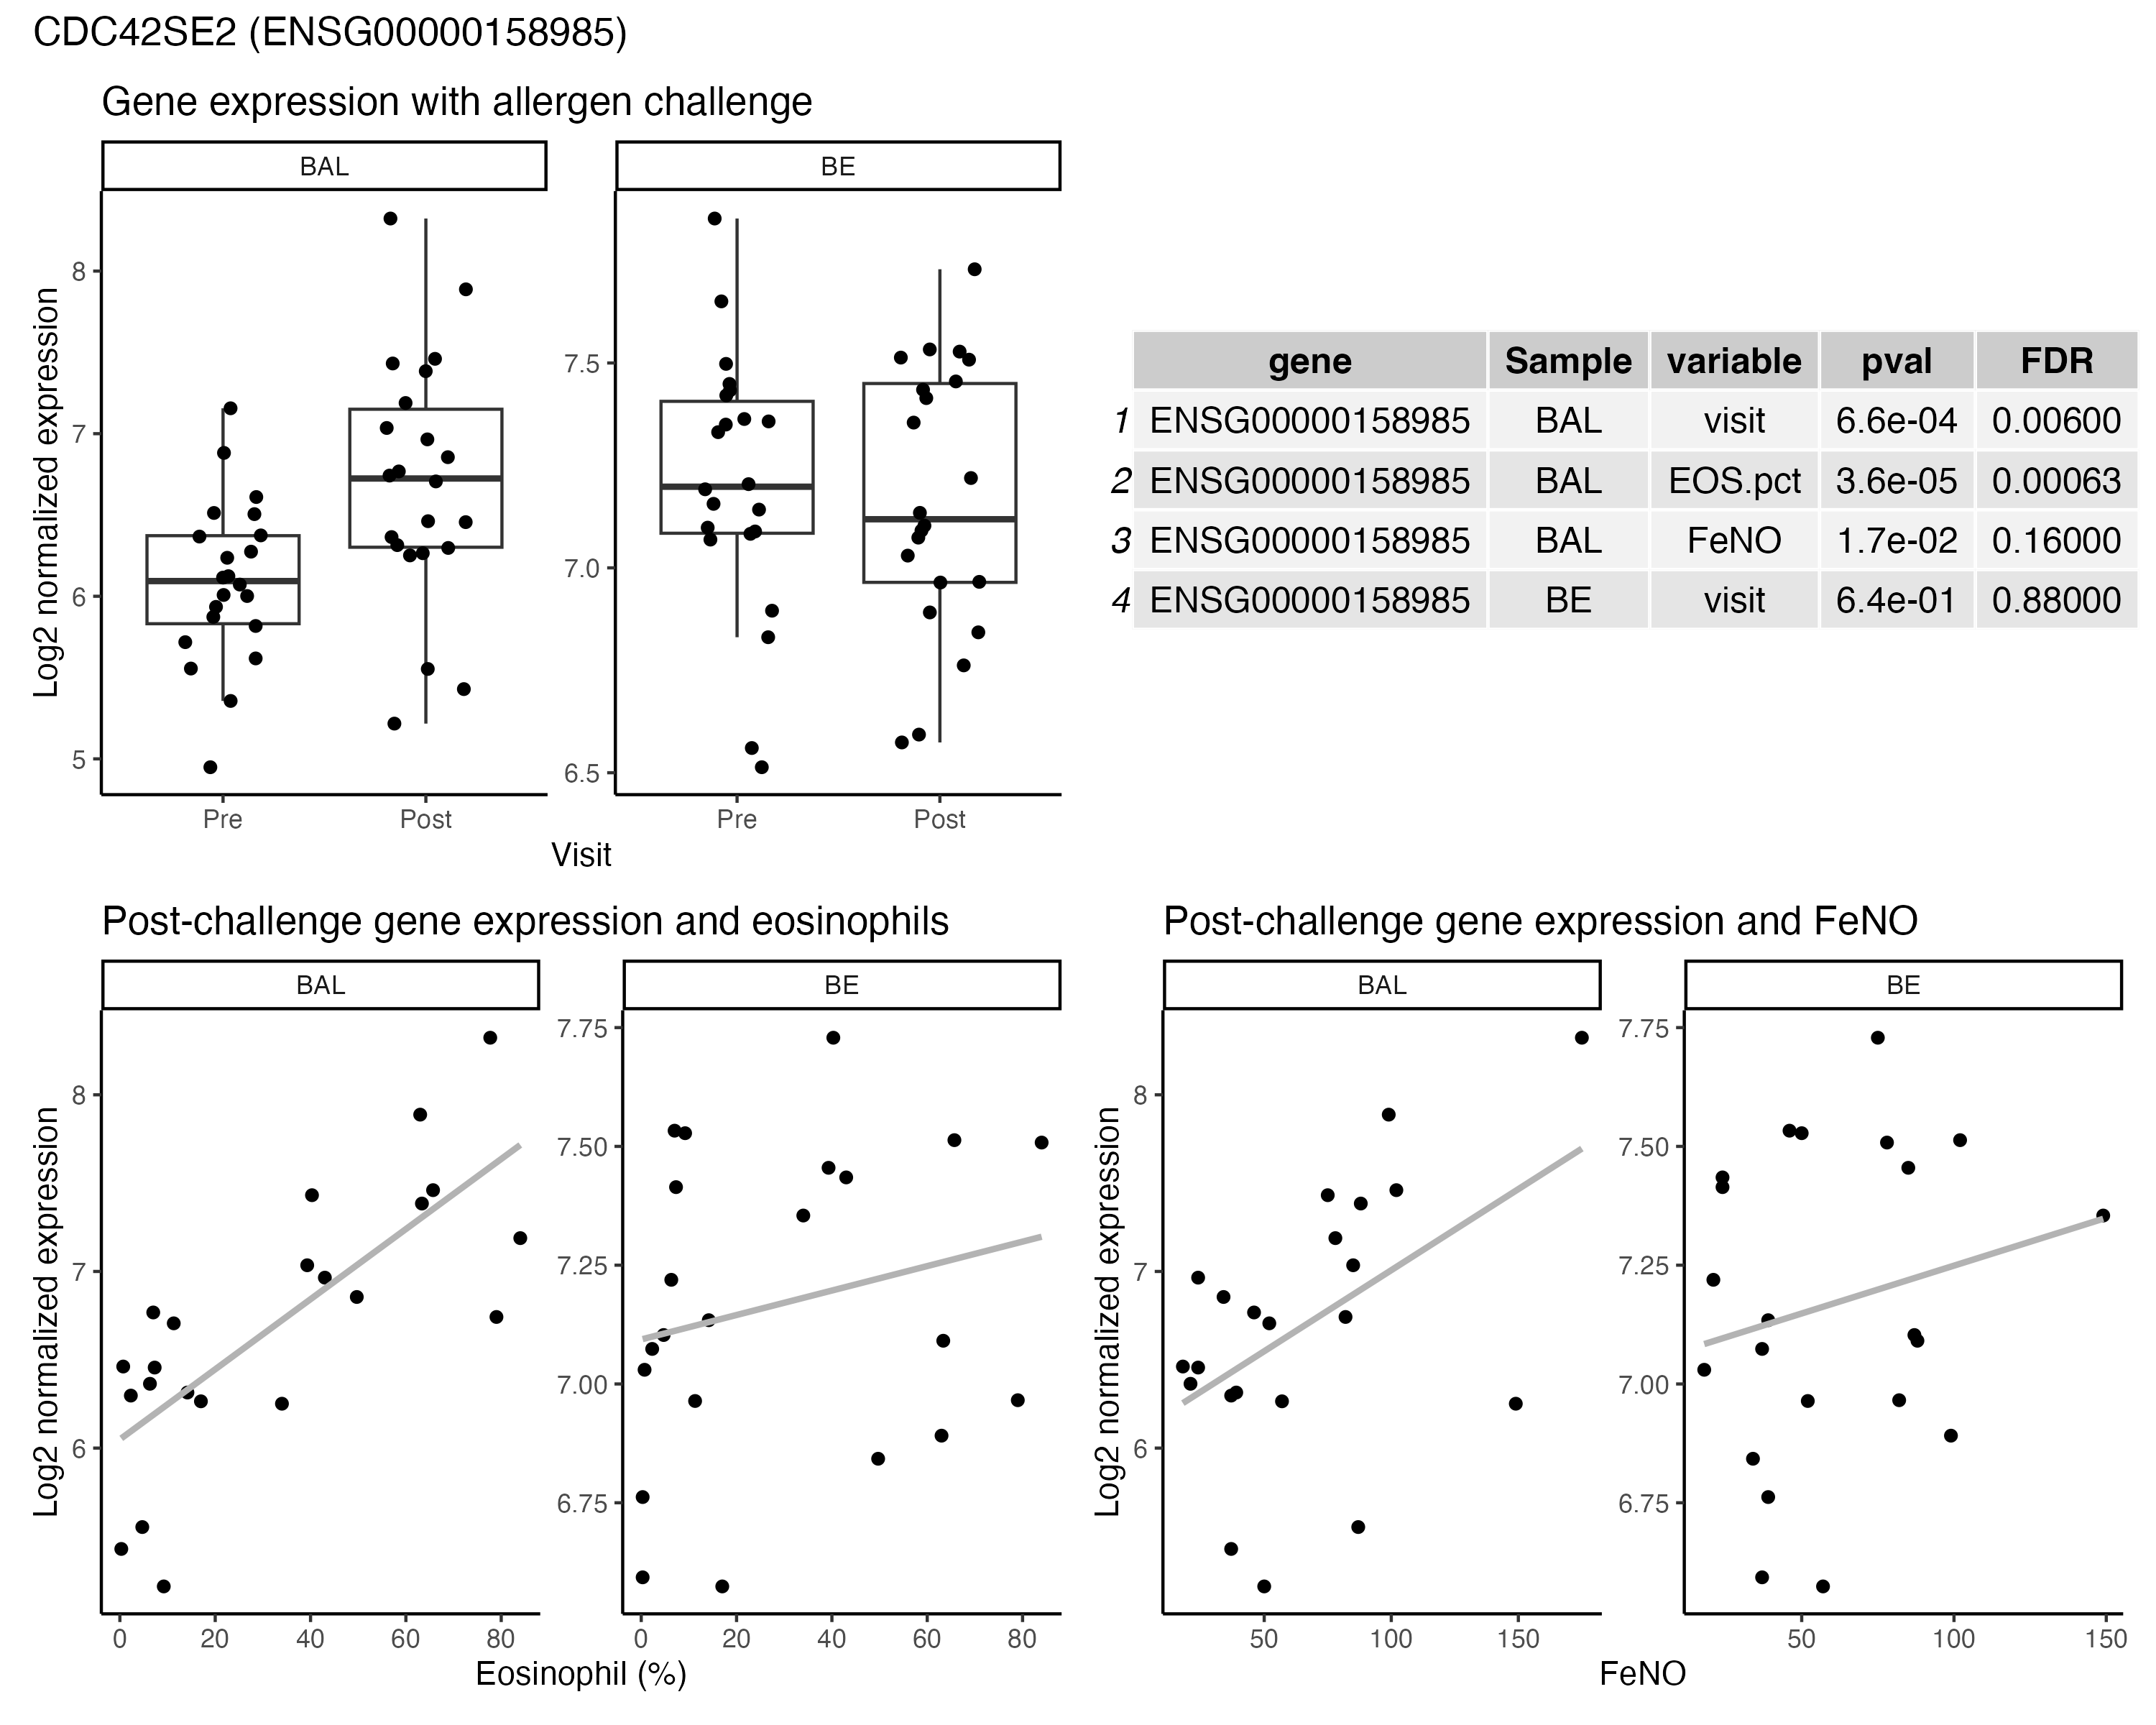 CDC42SE2 (ENSG00000158985)
Gene expression with allergen challenge
BAL BE
Log2 normalized expression
8
7
6
5
7.5
7.0
6.5
Pre Post Pre Post
Visit
gene Sample variable pval FDR
1 ENSG00000158985 BAL visit 6.6e-04 0.00600
2 ENSG00000158985 BAL EOS.pct 3.6e-05 0.00063
3 ENSG00000158985 BAL FeNO 1.7e-02 0.16000
4 ENSG00000158985 BE visit 6.4e-01 0.88000
Post-challenge gene expression and eosinophils
BAL BE
Log2 normalized expression
8
7
6
7.75
7.50
7.25
7.00
6.75
0 20 40 60 80 0 20 40 60 80
Eosinophil (%)
Post-challenge gene expression and FeNO
BAL BE
Log2 normalized expression
8
7
6
7.75
7.50
7.25
7.00
6.75
50 100 150 50 100 150
FeNO